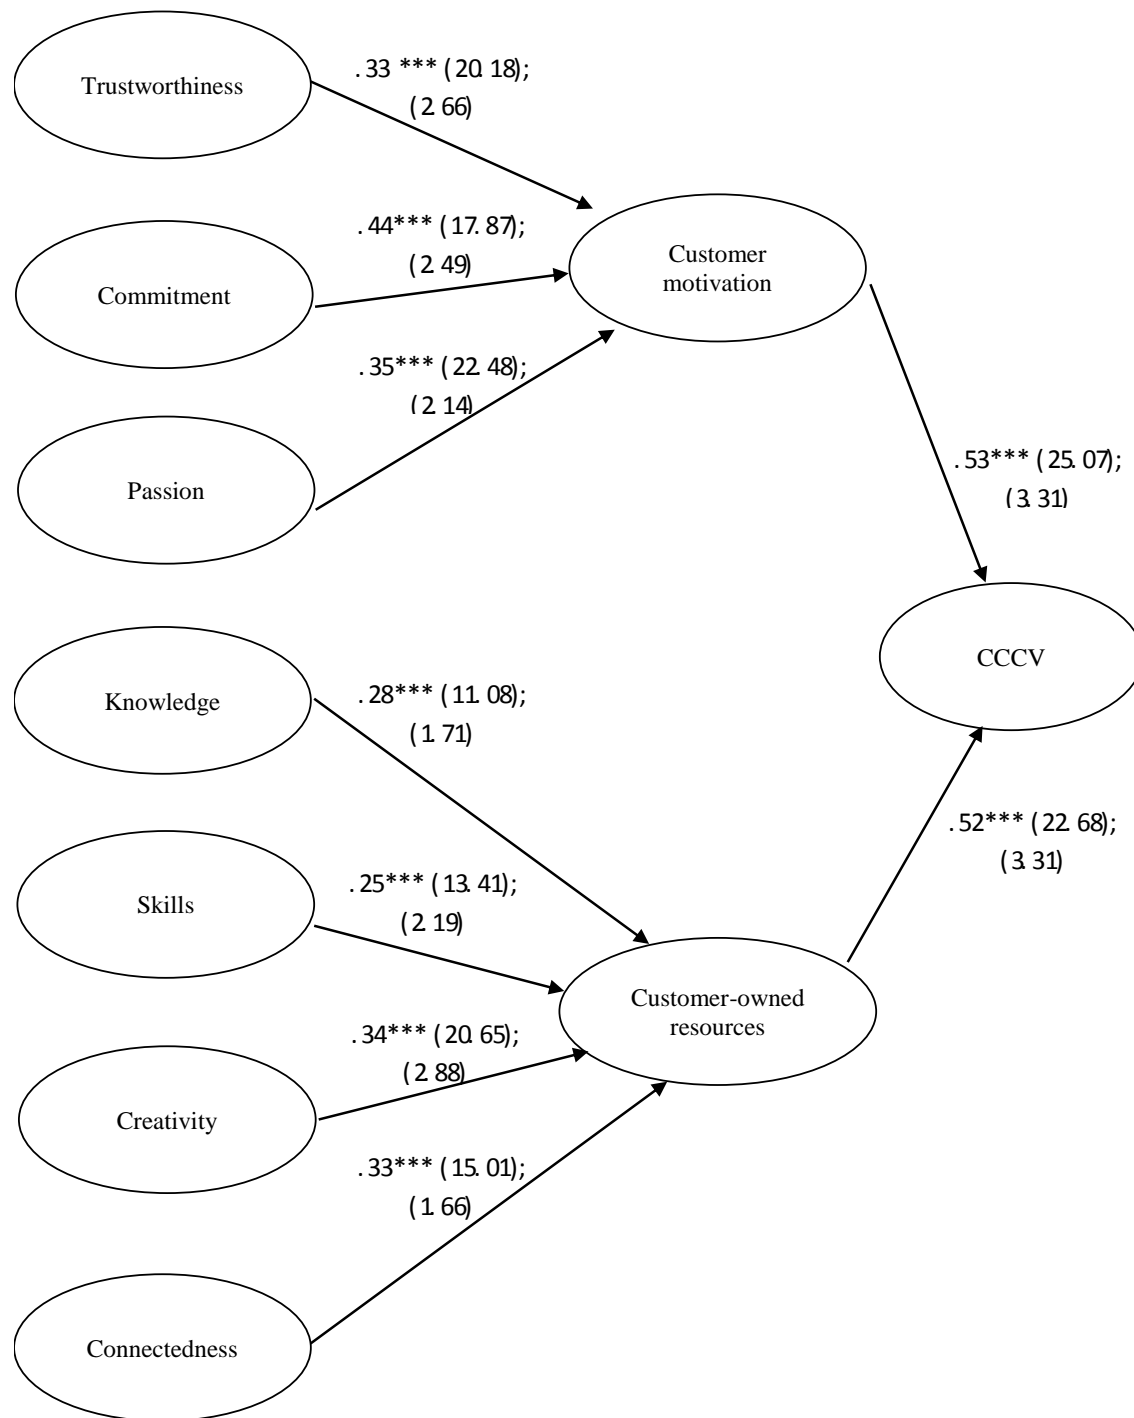 Trustworthiness
.33 *** (20.18);
(2.66)
Commitment
.44*** (17.87);
(2.49)
Customer
motivation
Passion
.35*** (22.48);
(2.14)
.53*** (25.07);
(3.31)
CCCV
Knowledge
.28*** (11.08);
(1.71)
.52*** (22.68);
(3.31)
Skills
.25*** (13.41);
(2.19)
Customer-owned
resources
Creativity
.34*** (20.65);
(2.88)
.33*** (15.01);
(1.66)
Connectedness